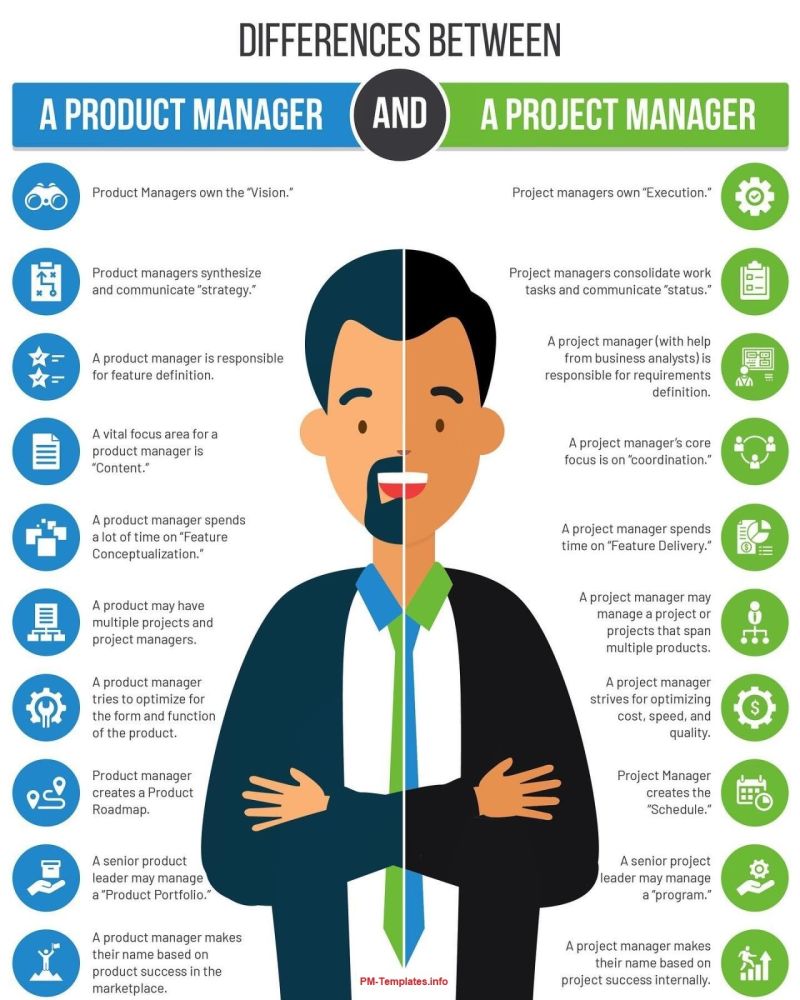 DIFFERENCES BETWEEN
A PRODUCT MANAGER
AND
A PROJECT MANAGER
Product Managers own the “Vision.”
Project managers own “Execution.”
Product managers synthesize
and communicate “strategy.”
Project managers consolidate work
tasks and communicate “status.”
A product manager is responsible
for feature definition.
A project manager (with help
from business analysts) is
responsible for requirements
definition.
A vital focus area for a
product manager is
“Content.”
A project manager’s core
focus is on “coordination.”
A product manager spends
a lot of time on “Feature
Conceptualization.”
A project manager spends
time on “Feature Delivery.”
A product may have
multiple projects and
project managers.
A project manager may
manage a project or
projects that span
multiple products.
A product manager
tries to optimize for
the form and function
of the product.
A project manager
strives for optimizing
cost, speed, and
quality.
Product manager
creates a Product
Roadmap.
Project Manager
creates the
“Schedule.”
A senior product
leader may manage
a “Product Portfolio.”
A senior project
leader may manage
a “program.”
A product manager makes
their name based on
product success in the
marketplace.
A project manager makes
their name based on
project success internally.
PM-Templates.info